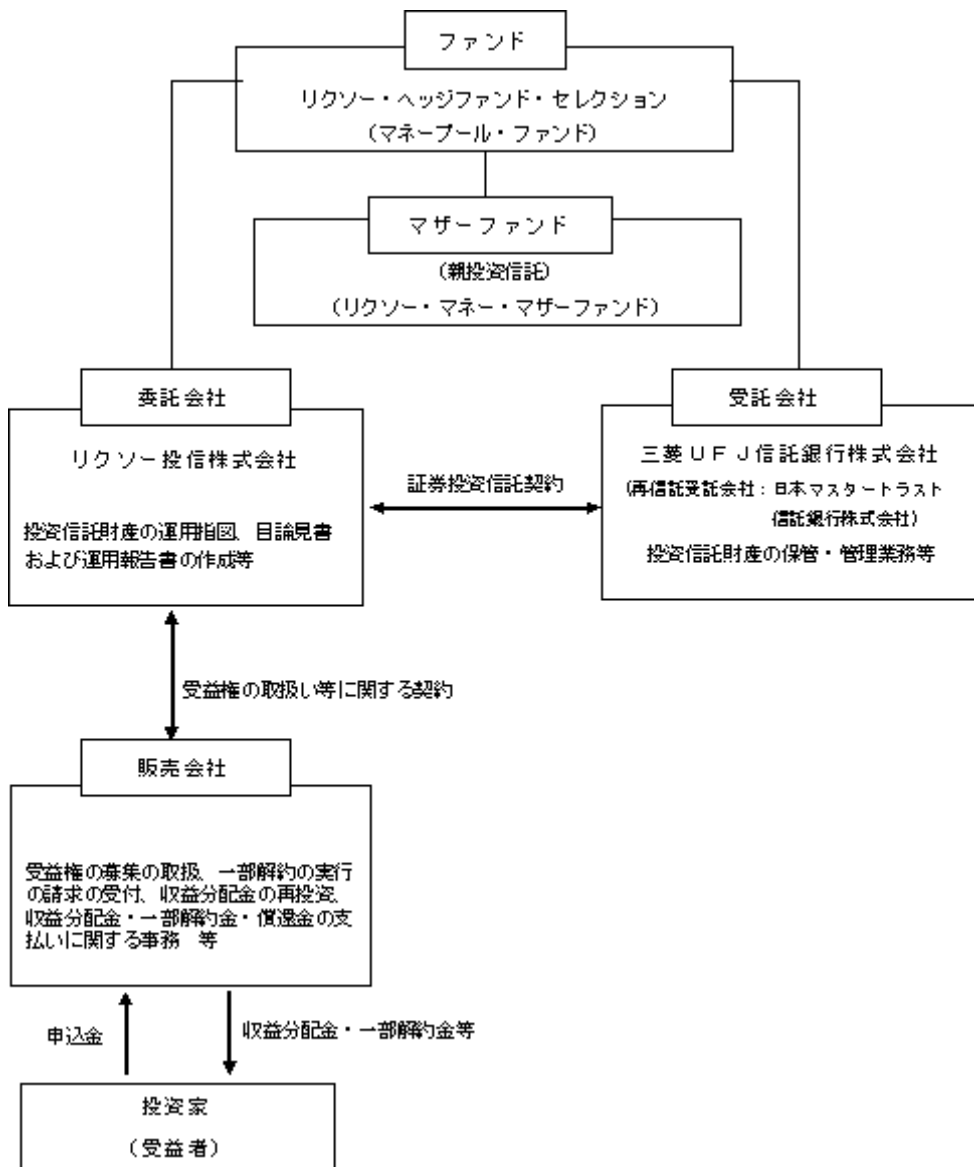 ファンド
リクソー・ヘッジファンド・セレクション
(マネープール・ファンド)
マザーファンド
(親投資信託)
(リクソー・マネー・マザーファンド)
委託会社
リクソー投信株式会社
投資信託財産の運用指図、目論見書
および運用報告書の作成等
証券投資信託契約
受託会社
三菱UFJ信託銀行株式会社
(再信託受託会社:日本マスタートラスト
信託銀行株式会社)
投資信託財産の保管・管理業務等
受益権の取扱い等に関する契約
販売会社
受益権の募集の取扱、一部解約の実行
の請求の受付、収益分配金の再投資、
収益分配金・一部解約金・償還金の支
払いに関する事務 等
申込金
収益分配金・一部解約金等
投資家
(受益者)